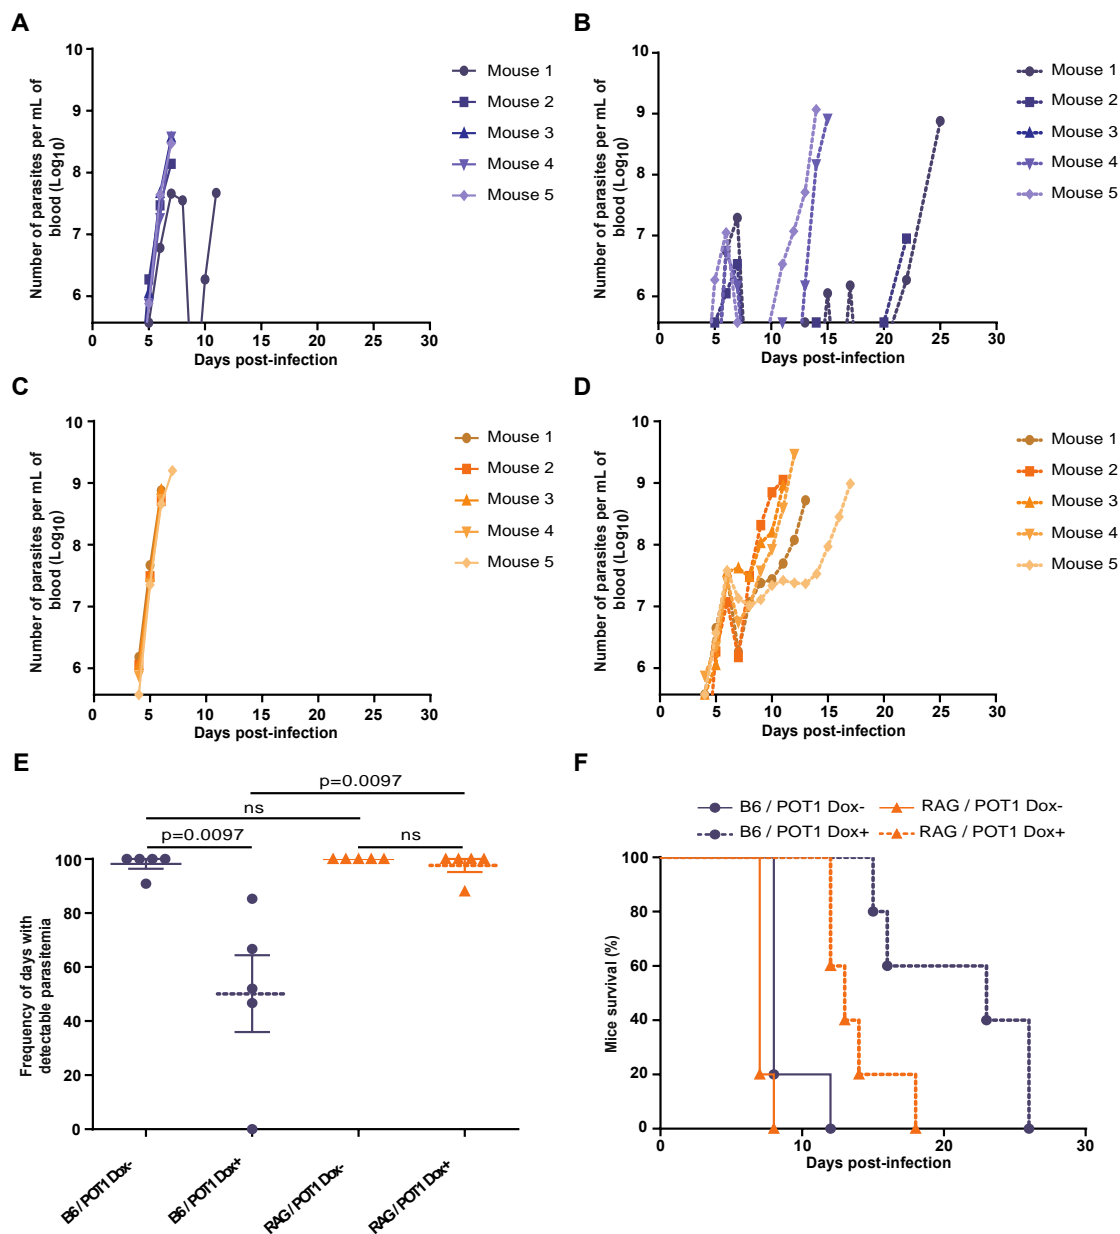 A
Number of parasites per mL of
blood (Log10)
10
9
8
7
6
0
5
10
15
20
25
30
Days post-infection
Mouse 1
Mouse 2
Mouse 3
Mouse 4
Mouse 5
B
Number of parasites per mL of
blood (Log10)
10
9
8
7
6
0
5
10
15
20
25
30
Days post-infection
Mouse 1
Mouse 2
Mouse 3
Mouse 4
Mouse 5
C
Number of parasites per mL of
blood (Log10)
10
9
8
7
6
0
5
10
15
20
25
30
Days post-infection
Mouse 1
Mouse 2
Mouse 3
Mouse 4
Mouse 5
D
Number of parasites per mL of
blood (Log10)
10
9
8
7
6
0
5
10
15
20
25
30
Days post-infection
Mouse 1
Mouse 2
Mouse 3
Mouse 4
Mouse 5
E
p=0.0097
ns
p=0.0097
ns
Frequency of days with
detectable parasitemia
100
80
60
40
20
0
B6 / POT1 Dox-
B6 / POT1 Dox+
RAG / POT1 Dox-
RAG / POT1 Dox+
F
B6 / POT1 Dox-
RAG / POT1 Dox-
B6 / POT1 Dox+
RAG / POT1 Dox+
Mice survival (%)
100
80
60
40
20
0
10
20
30
Days post-infection